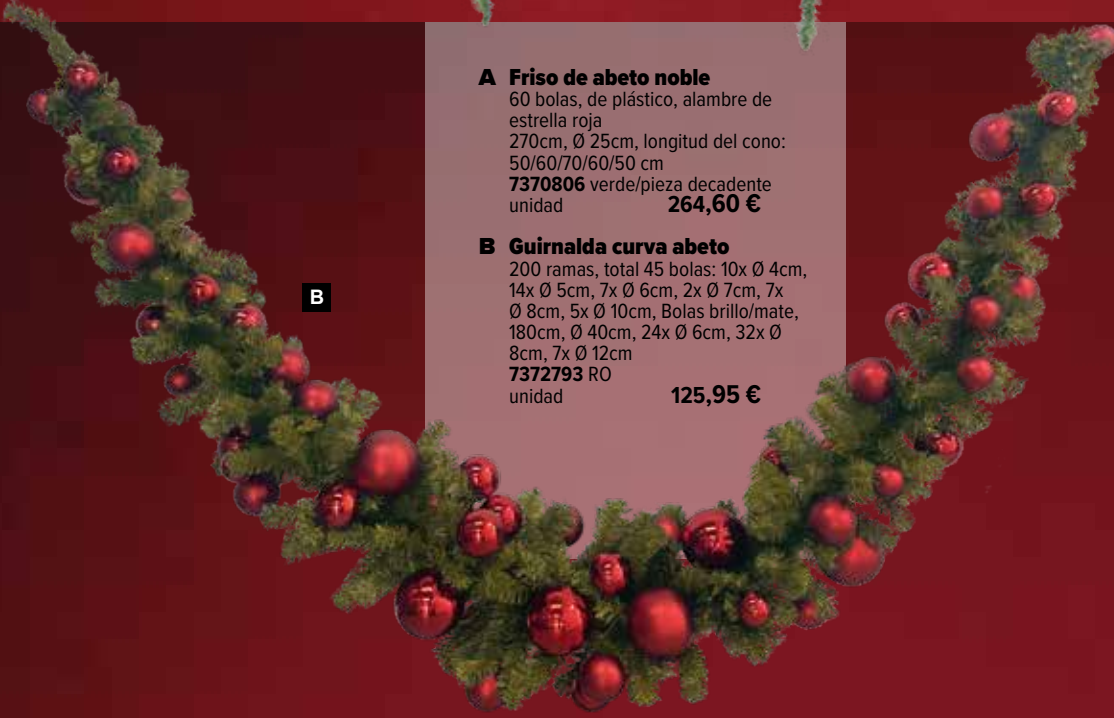 A Friso de abeto noble
60 bolas, de plástico, alambre de
estrella roja
270cm, Ø 25cm, longitud del cono:
50/60/70/60/50 cm
7370806 verde/pieza decadente
unidad 264,60 €
B Guirnalda curva abeto
200 ramas, total 45 bolas: 10x Ø 4cm,
14x Ø 5cm, 7x Ø 6cm, 2x Ø 7cm, 7x
Ø 8cm, 5x Ø 10cm, Bolas brillo/mate,
180cm, Ø 40cm, 24x Ø 6cm, 32x Ø
8cm, 7x Ø 12cm
7372793 RO
unidad 125,95 €
B